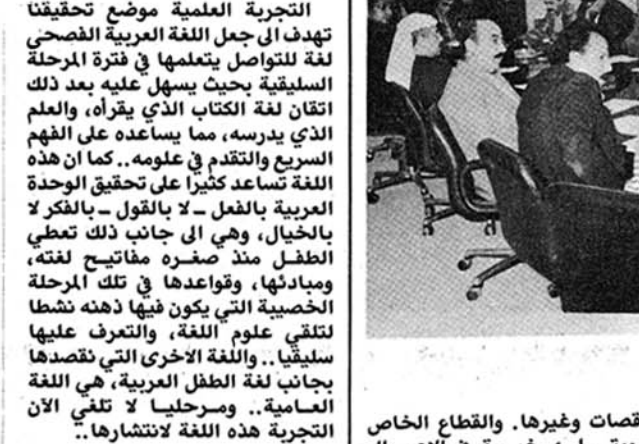 التجربة العلمية موضع تحقيقنا
تهدف الى جعل اللغة العربية الفصحى
لغة للتواصل يتعلمها في فترة المرحلة
السليقية بحيث يسهل عليه بعد ذلك
اتقان لغة الكتاب الذي يقرأه، والعلم
الذي يدرسه، مما يساعده على الفهم
السريع والتقدم في علومه.. كما ان هذه
اللغة تساعد كثيرا على تحقيق الوحدة
العربية بالفعل ــ لا بالقول ــ بالفكر لا
بالخيال، وهي الى جانب ذلك تعطي
الطفل منذ صغره مفاتيح لغته،
ومبادئها، وقواعدها في تلك المرحلة
الخصيبة التي يكون فيها ذهنه نشطا
لتلقي علوم اللغة، والتعرف عليها
سليقيا.. واللغة الاخرى التي نقصدها
بجانب لغة الطفل العربية، هي اللغة
العامية.. ومرحليا لا تلغي الآن
التجربة هذه اللغة لانتشارها..
قصات وغيرها. والقطاع الخاص